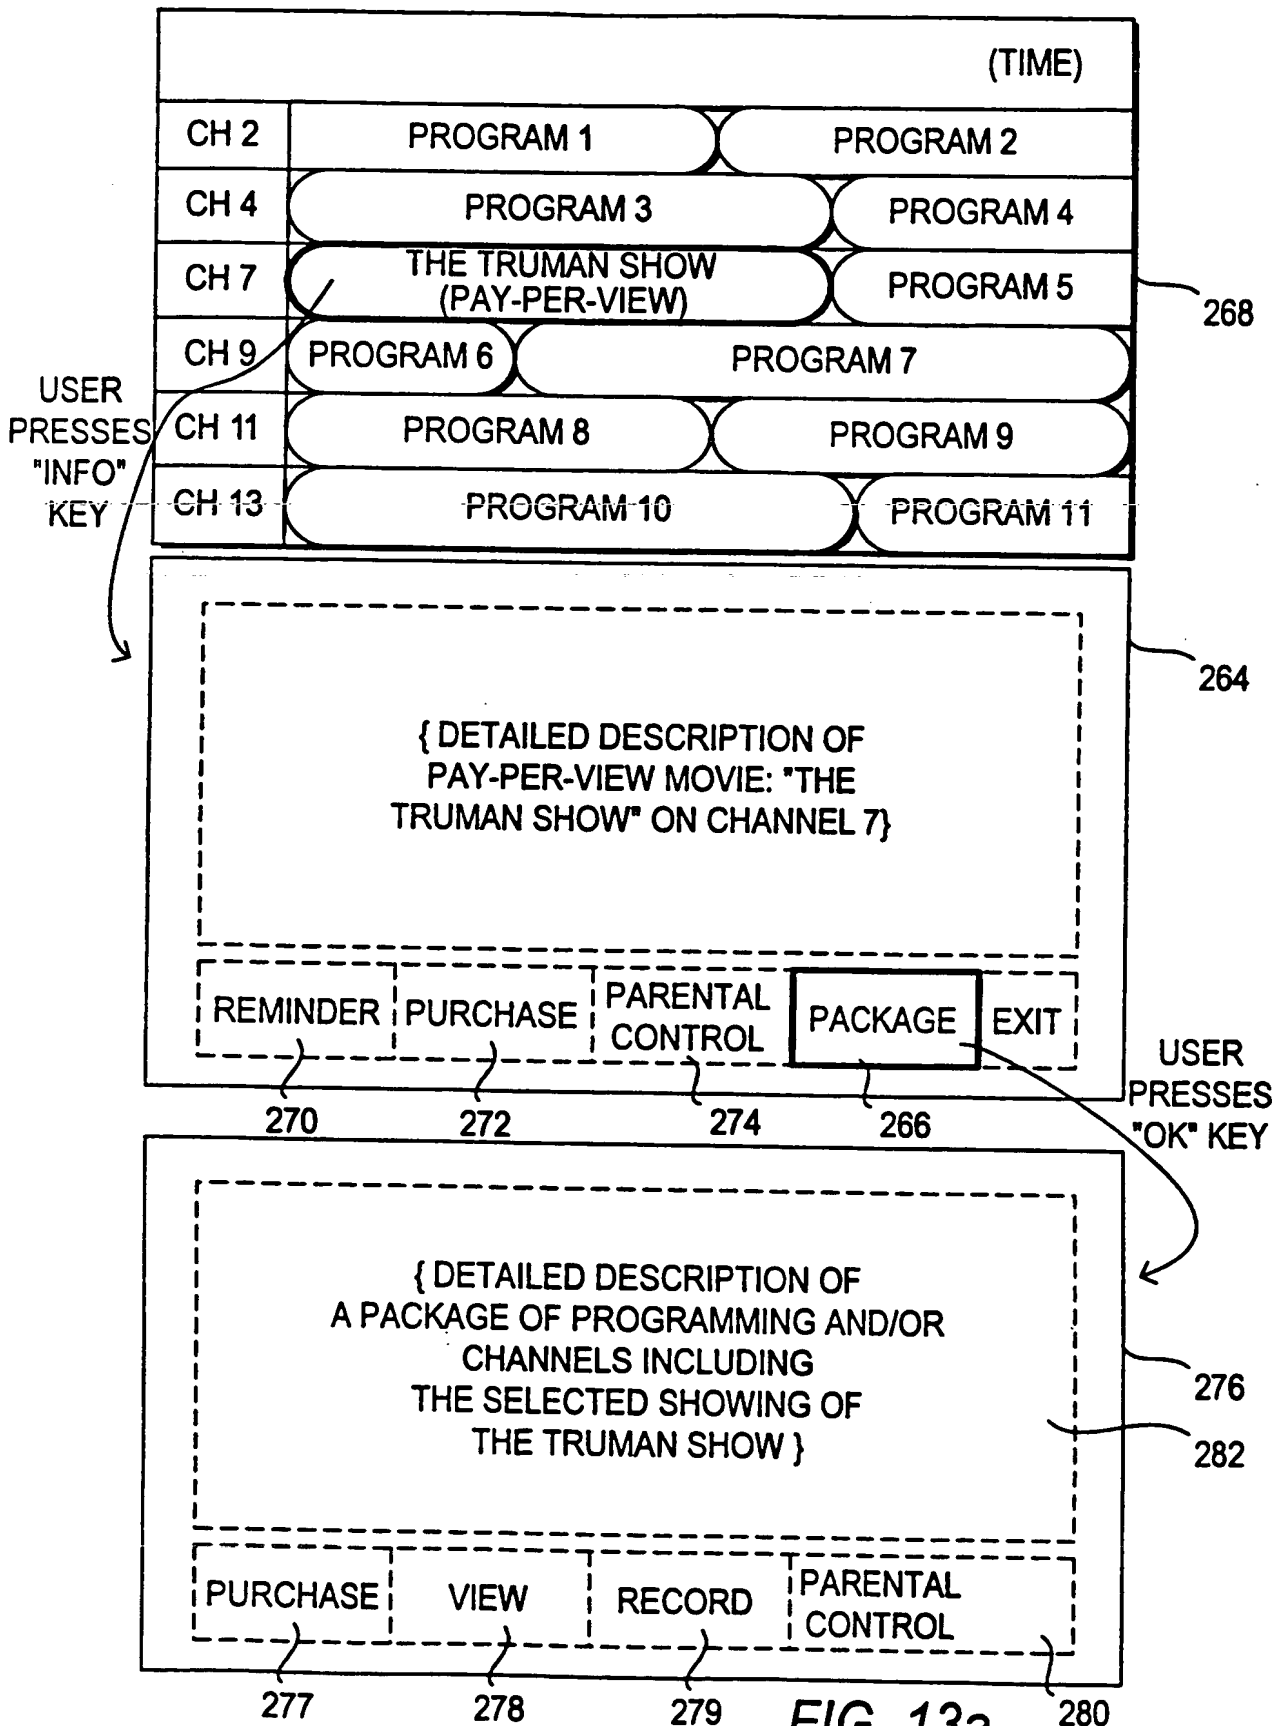 (TIME)
CH 2 PROGRAM 1 PROGRAM 2
CH 4 PROGRAM 3 PROGRAM 4
CH 7 THE TRUMAN SHOW
(PAY-PER-VIEW) PROGRAM 5
268
CH 9 PROGRAM 6 PROGRAM 7
CH 11 PROGRAM 8 PROGRAM 9
CH 13 PROGRAM 10 PROGRAM 11
USER
PRESSES
"INFO"
KEY
264
{ DETAILED DESCRIPTION OF
PAY-PER-VIEW MOVIE: "THE
TRUMAN SHOW" ON CHANNEL 7}
REMINDER PURCHASE PARENTAL
CONTROL PACKAGE EXIT
270 272 274 266
USER
PRESSES
"OK" KEY
{ DETAILED DESCRIPTION OF
A PACKAGE OF PROGRAMMING AND/OR
CHANNELS INCLUDING
THE SELECTED SHOWING OF
THE TRUMAN SHOW }
276
282
PURCHASE VIEW RECORD PARENTAL
CONTROL
277 278 279 280
FIG. 13a